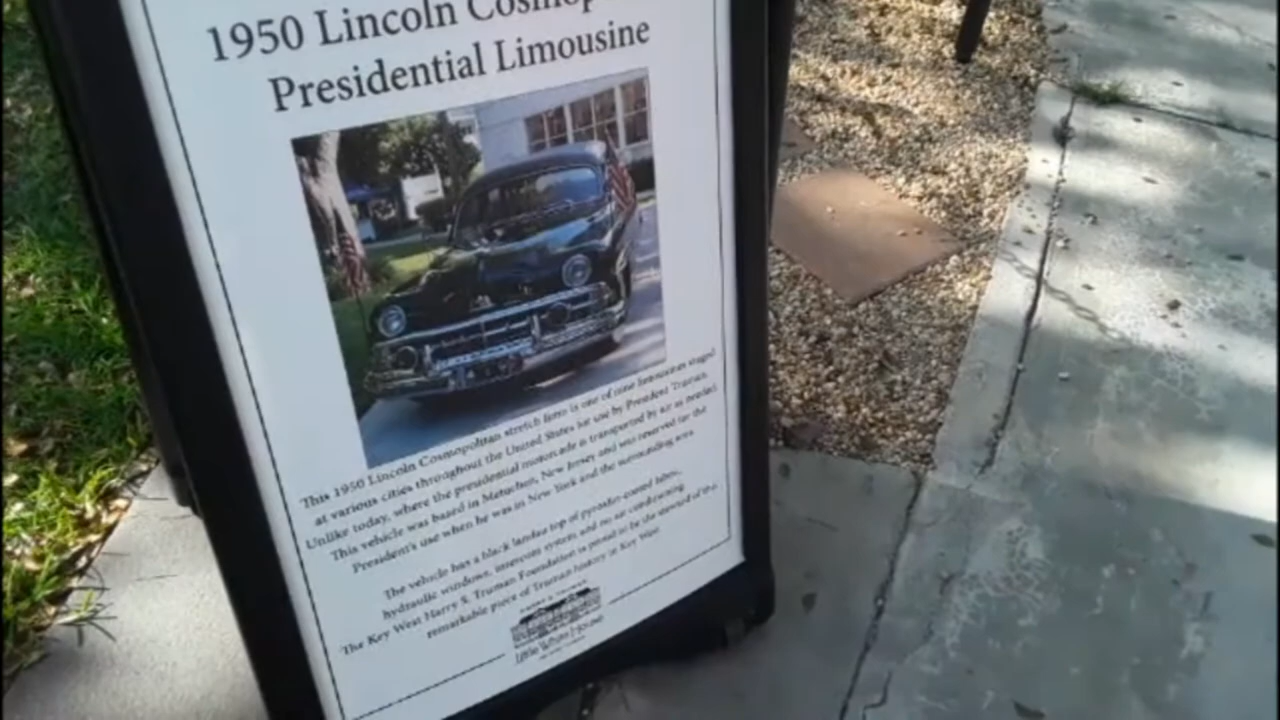 1950 Lincoln Cosmop
Presidential Limousine
This 1950 Lincoln Cosmopolitan stretch limo is one of nine limousines staged
at various cities throughout the United States for use by President Truman.
Unlike today, where the presidential motorcade is transported by air as needed.
This vehicle was based in Metuchen, New Jersey and was reserved for the
President's use when he was in New York and the surrounding area.
The vehicle has a black landau top of pyroxlin-coated fabric,
hydraulic windows, intercom system, and no air conditioning.
The Key West Harry S. Truman Foundation is proud to be the steward of this
remarkable piece of Truman history in Key West
Little White House